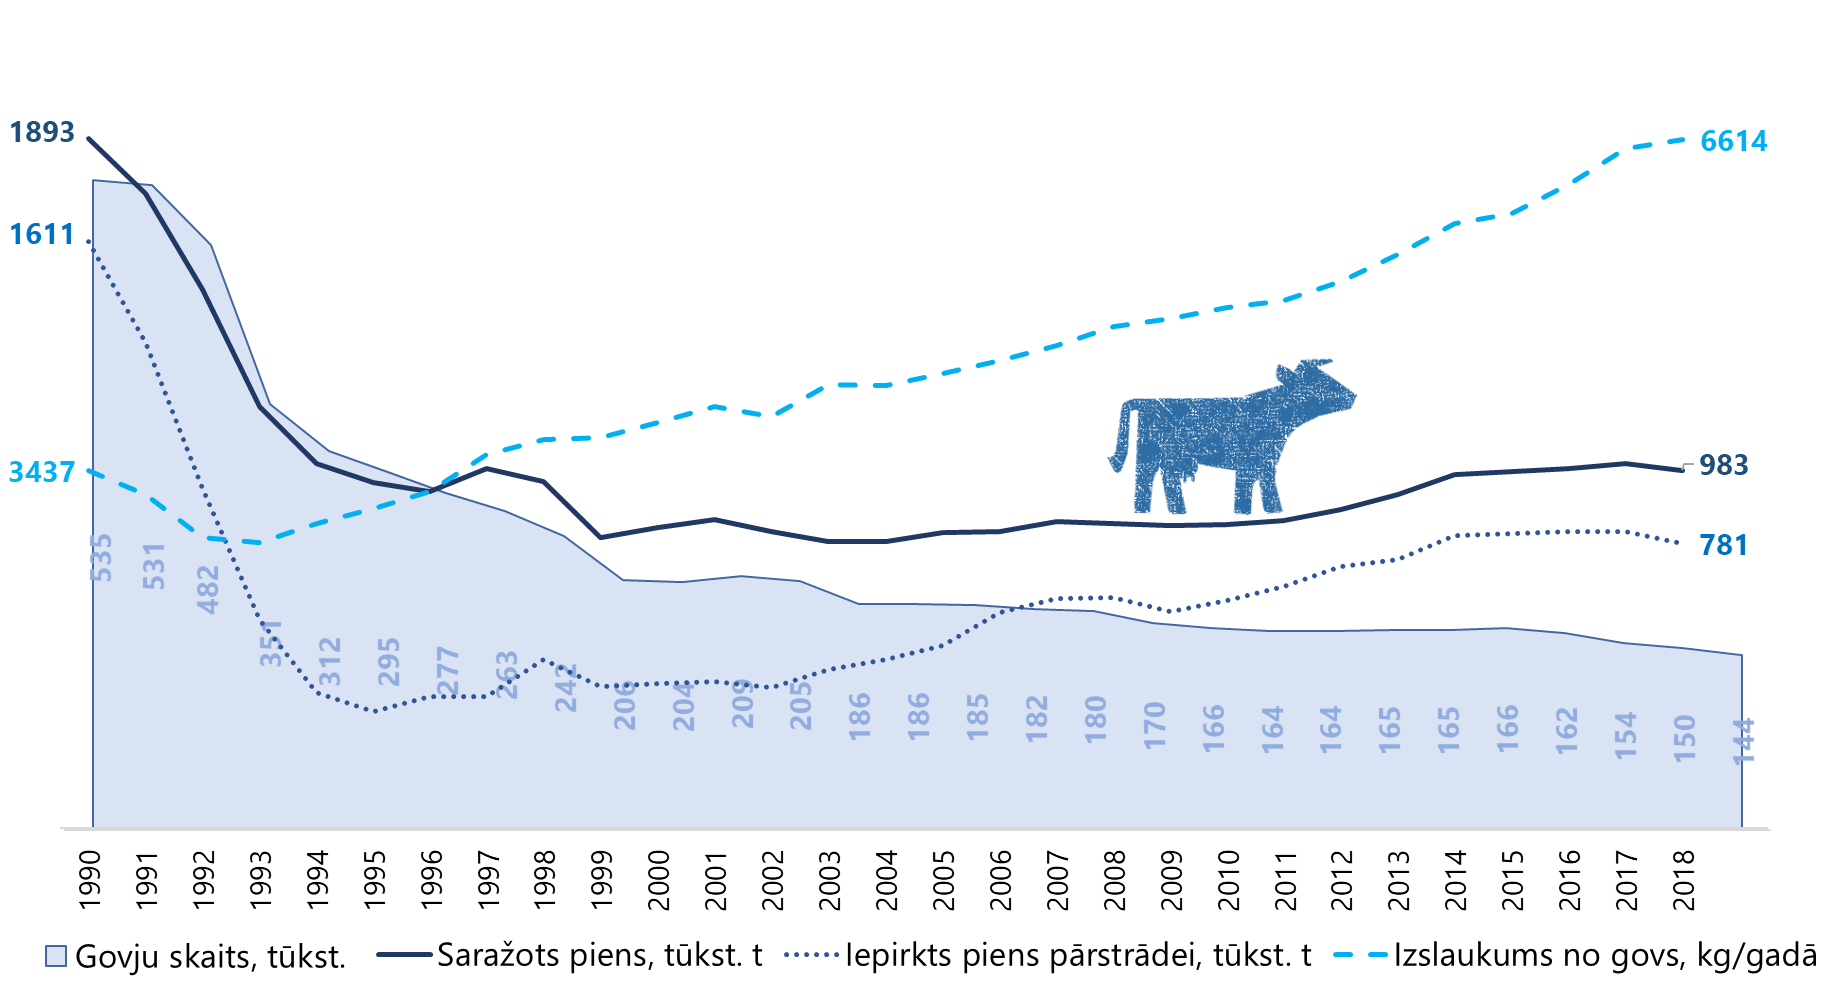 1893
1611
3437
6614
983
781
535 531 482 351 312 295 277 263 242 206 204 209 205 186 186 185 182 180 170 166 164 164 165 165 166 162 154 150 144
1990 1991 1992 1993 1994 1995 1996 1997 1998 1999 2000 2001 2002 2003 2004 2005 2006 2007 2008 2009 2010 2011 2012 2013 2014 2015 2016 2017 2018
Govju skaits, tūkst. Saražots piens, tūkst. t Iepirkts piens pārstrādei, tūkst. t Izslaukums no govs, kg/gadā